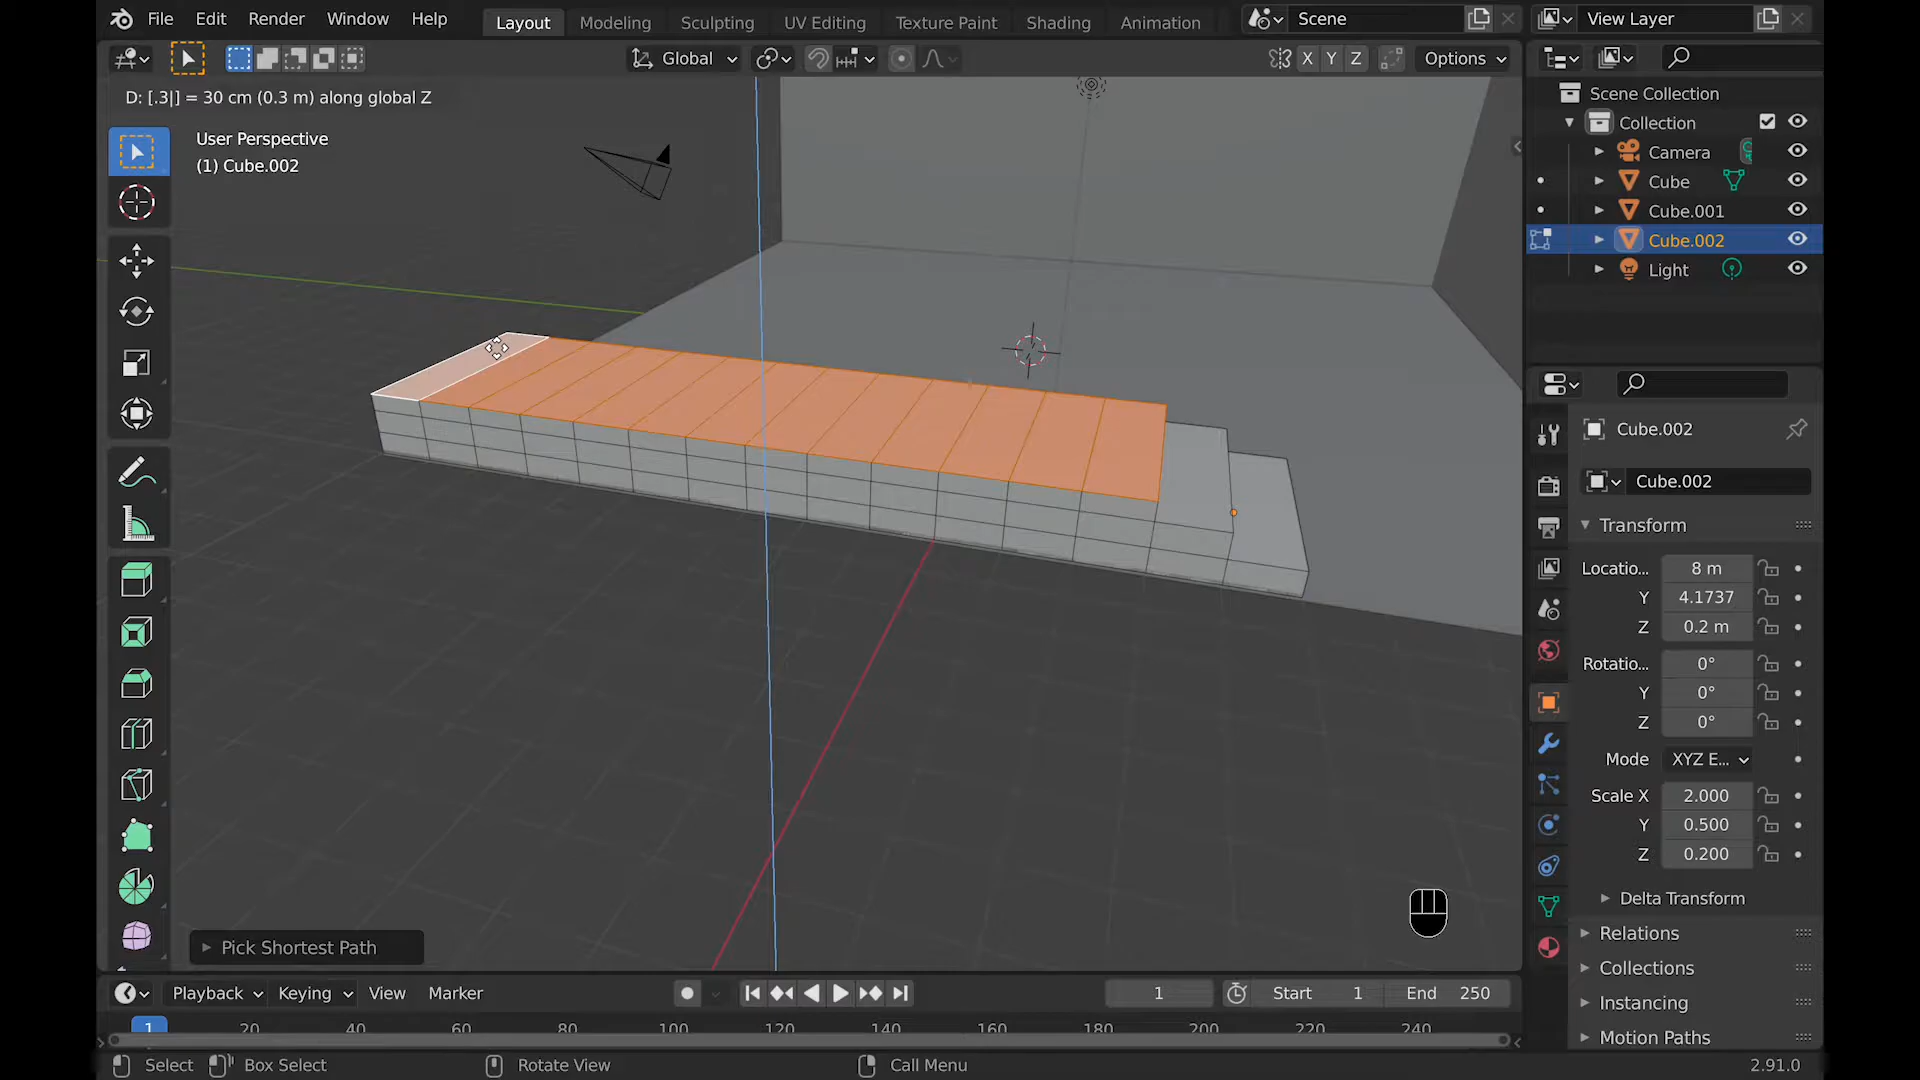 File Edit Render Window Help Layout Modeling Sculpting UV Editing Texture Paint Shading Animation Scene View Layer
Global X Y Z Options
D: [.3|] = 30 cm (0.3 m) along global Z
User Perspective
(1) Cube.002
Scene Collection
Collection
Camera
Cube
Cube.001
Cube.002
Light
Cube.002
Cube.002
Transform
Locatio... 8 m
Y 4.1737
Z 0.2 m
Rotatio... 0°
Y 0°
Z 0°
Mode XYZ E...
Scale X 2.000
Y 0.500
Z 0.200
Delta Transform
Relations
Collections
Instancing
Motion Paths
Pick Shortest Path
Playback Keying View Marker 1 Start 1 End 250
1 20 40 60 80 100 120 140 160 180 200 220 240
Select Box Select Rotate View Call Menu 2.91.0